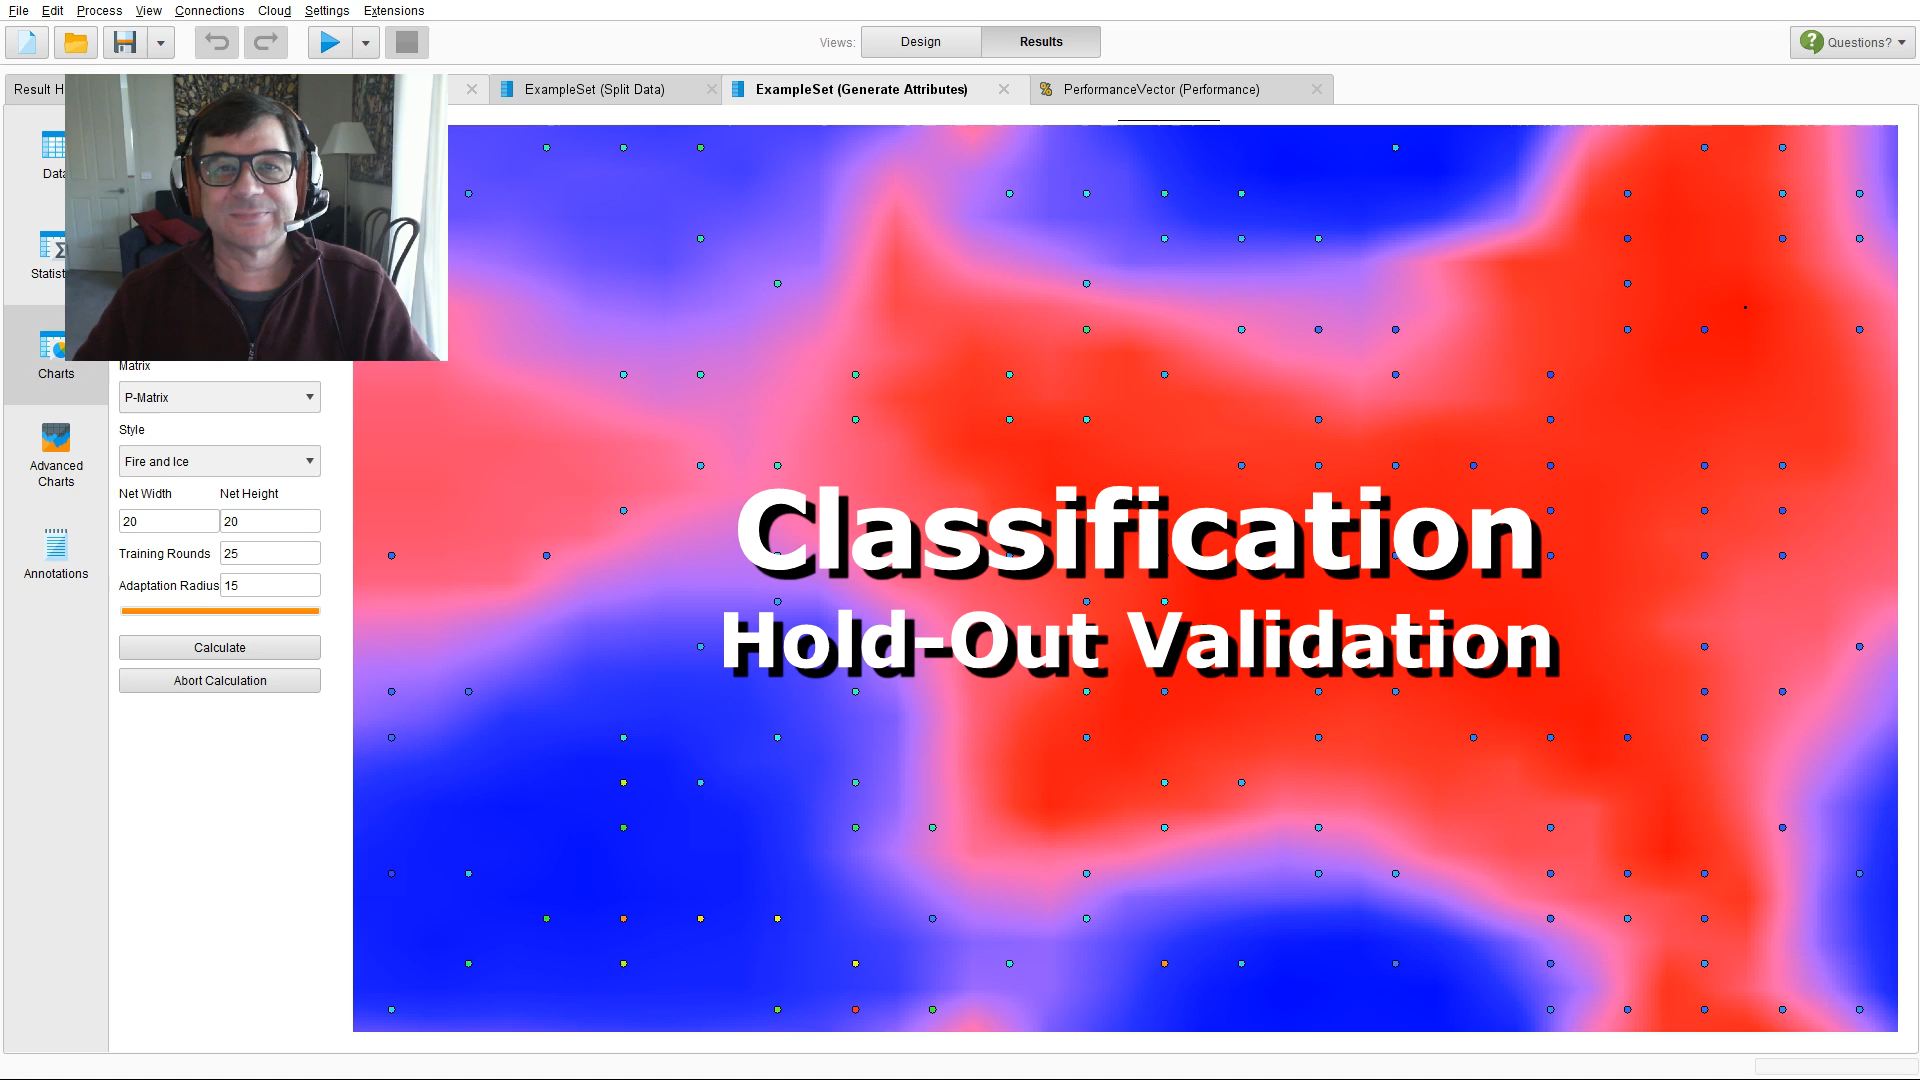 File Edit Process View Connections Cloud Settings Extensions
Views: Design Results Questions?
Result H ExampleSet (Split Data) ExampleSet (Generate Attributes) PerformanceVector (Performance)
Data
Statist
Charts
Advanced
Charts
Annotations
Matrix
P-Matrix
Style
Fire and Ice
Net Width Net Height
20 20
Training Rounds 25
Adaptation Radius 15
Calculate
Abort Calculation
Classification
Hold-Out Validation